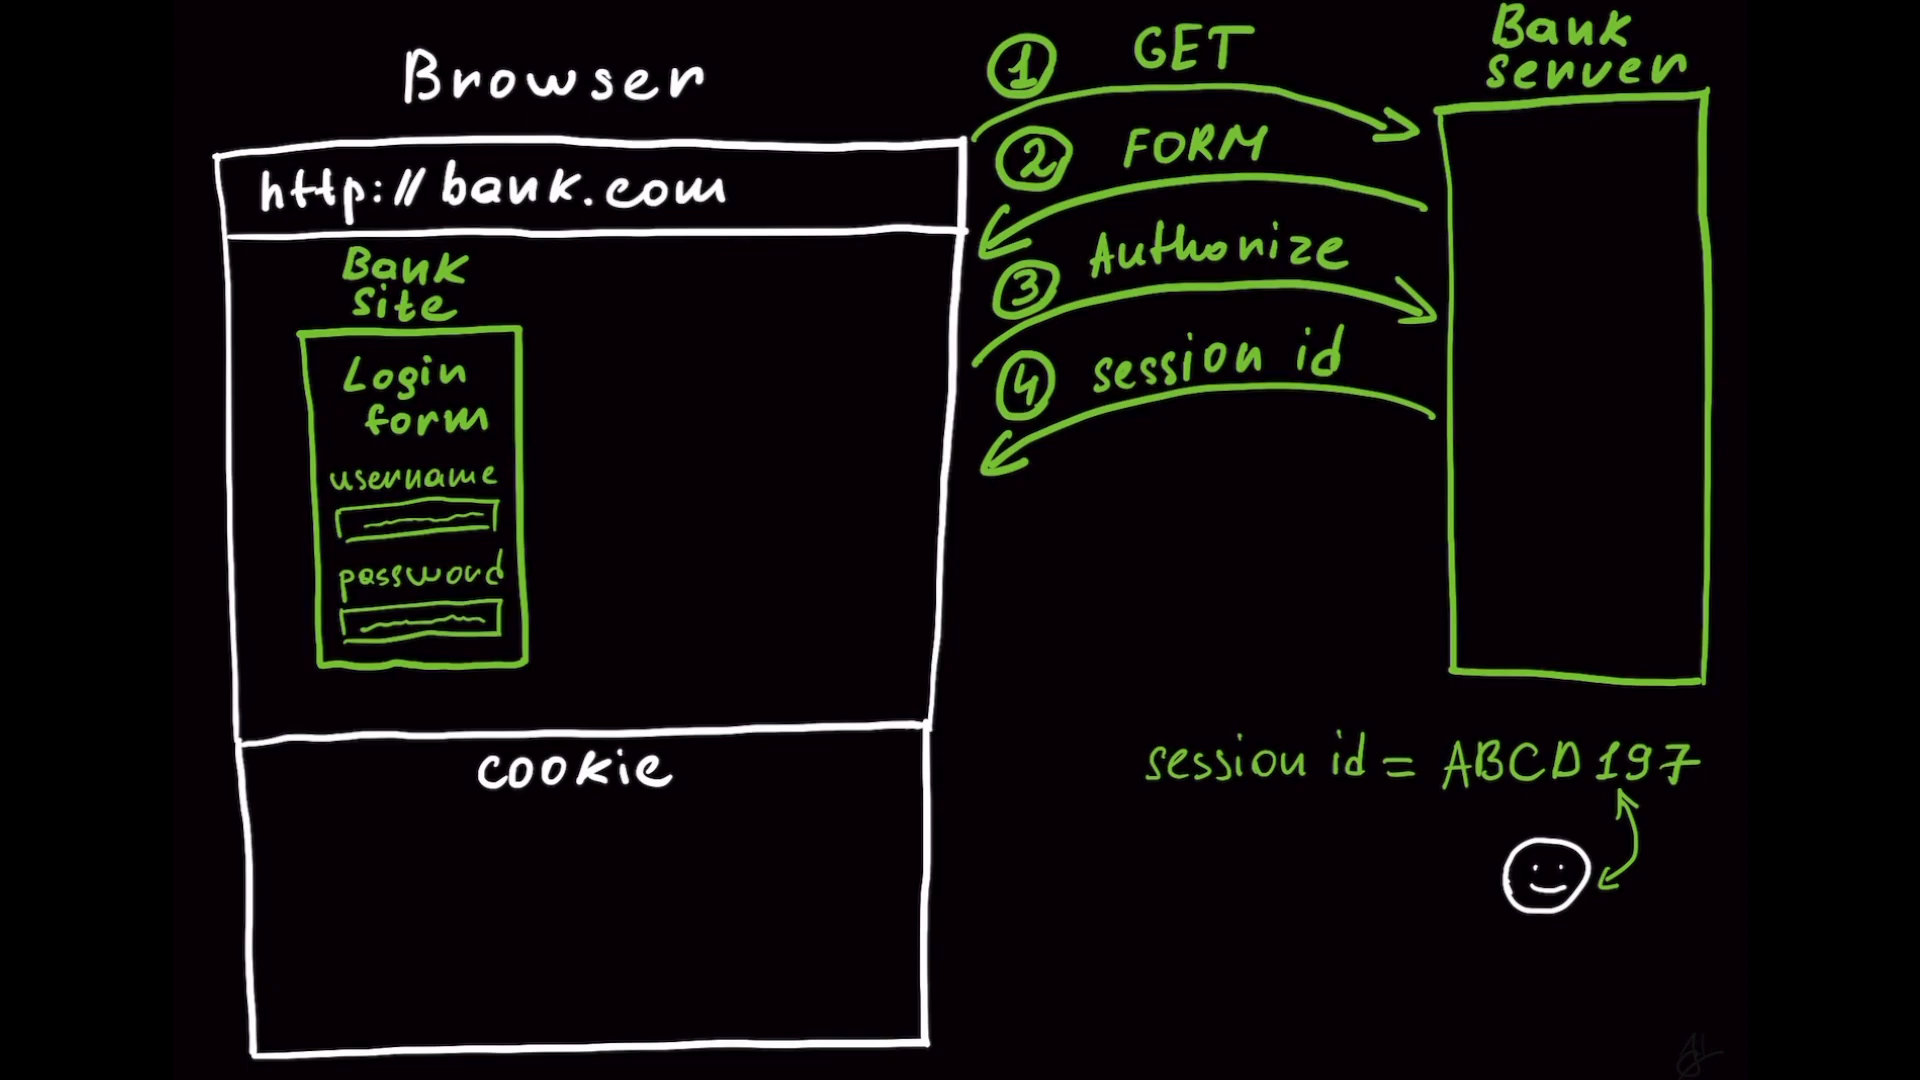 Browser
http://bank.com
Bank
site
Login
form
username
password
cookie
1 GET
2 FORM
3 Authorize
4 session id
Bank
server
session id = ABCD197